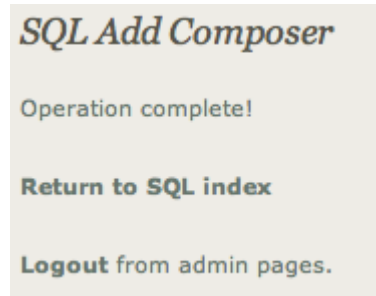 SQL Add Composer
Operation complete!
Return to SQL index
Logout from admin pages.